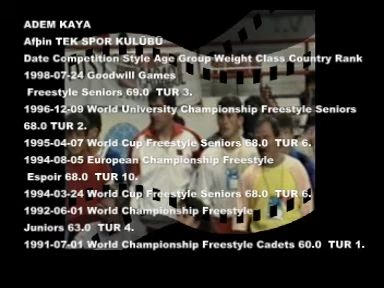 ADEM KAYA
Afþin TEK SPOR KULÜBÜ
Date Competition Style Age Group Weight Class Country Rank
1998-07-24 Goodwill Games
Freestyle Seniors 69.0 TUR 3.
1996-12-09 World University Championship Freestyle Seniors
68.0 TUR 2.
1995-04-07 World Cup Freestyle Seniors 68.0 TUR 6.
1994-08-05 European Championship Freestyle
Espoir 68.0 TUR 10.
1994-03-24 World Cup Freestyle Seniors 68.0 TUR 6.
1992-06-01 World Championship Freestyle
Juniors 63.0 TUR 4.
1991-07-01 World Championship Freestyle Cadets 60.0 TUR 1.